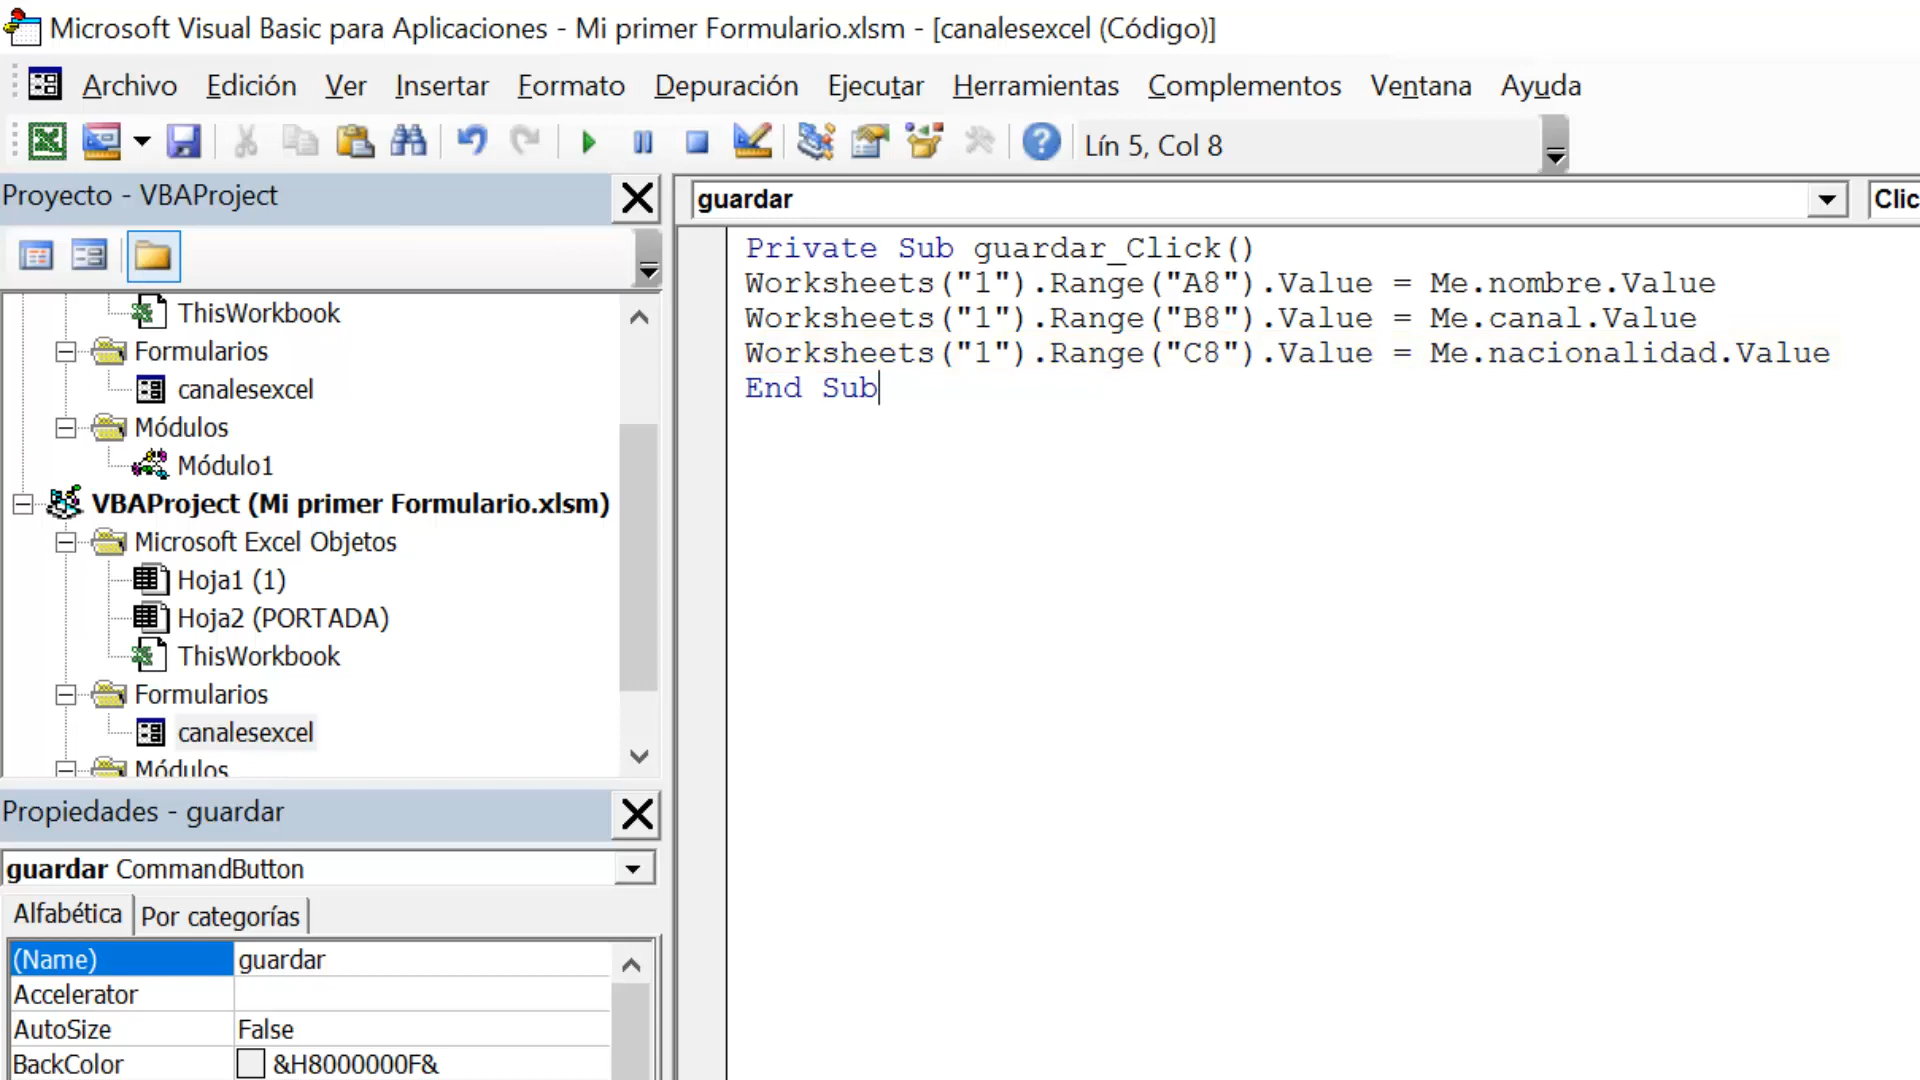 Microsoft Visual Basic para Aplicaciones - Mi primer Formulario.xlsm - [canalesexcel (Código)]
Archivo Edición Ver Insertar Formato Depuración Ejecutar Herramientas Complementos Ventana Ayuda
Lín 5, Col 8
Proyecto - VBAProject
ThisWorkbook
Formularios
canalesexcel
Módulos
Módulo1
VBAProject (Mi primer Formulario.xlsm)
Microsoft Excel Objetos
Hoja1 (1)
Hoja2 (PORTADA)
ThisWorkbook
Formularios
canalesexcel
Módulos
Propiedades - guardar
guardar CommandButton
Alfabética Por categorías
(Name) guardar
Accelerator
AutoSize False
BackColor &H8000000F&
guardar Clic
Private Sub guardar_Click()
Worksheets("1").Range("A8").Value = Me.nombre.Value
Worksheets("1").Range("B8").Value = Me.canal.Value
Worksheets("1").Range("C8").Value = Me.nacionalidad.Value
End Sub